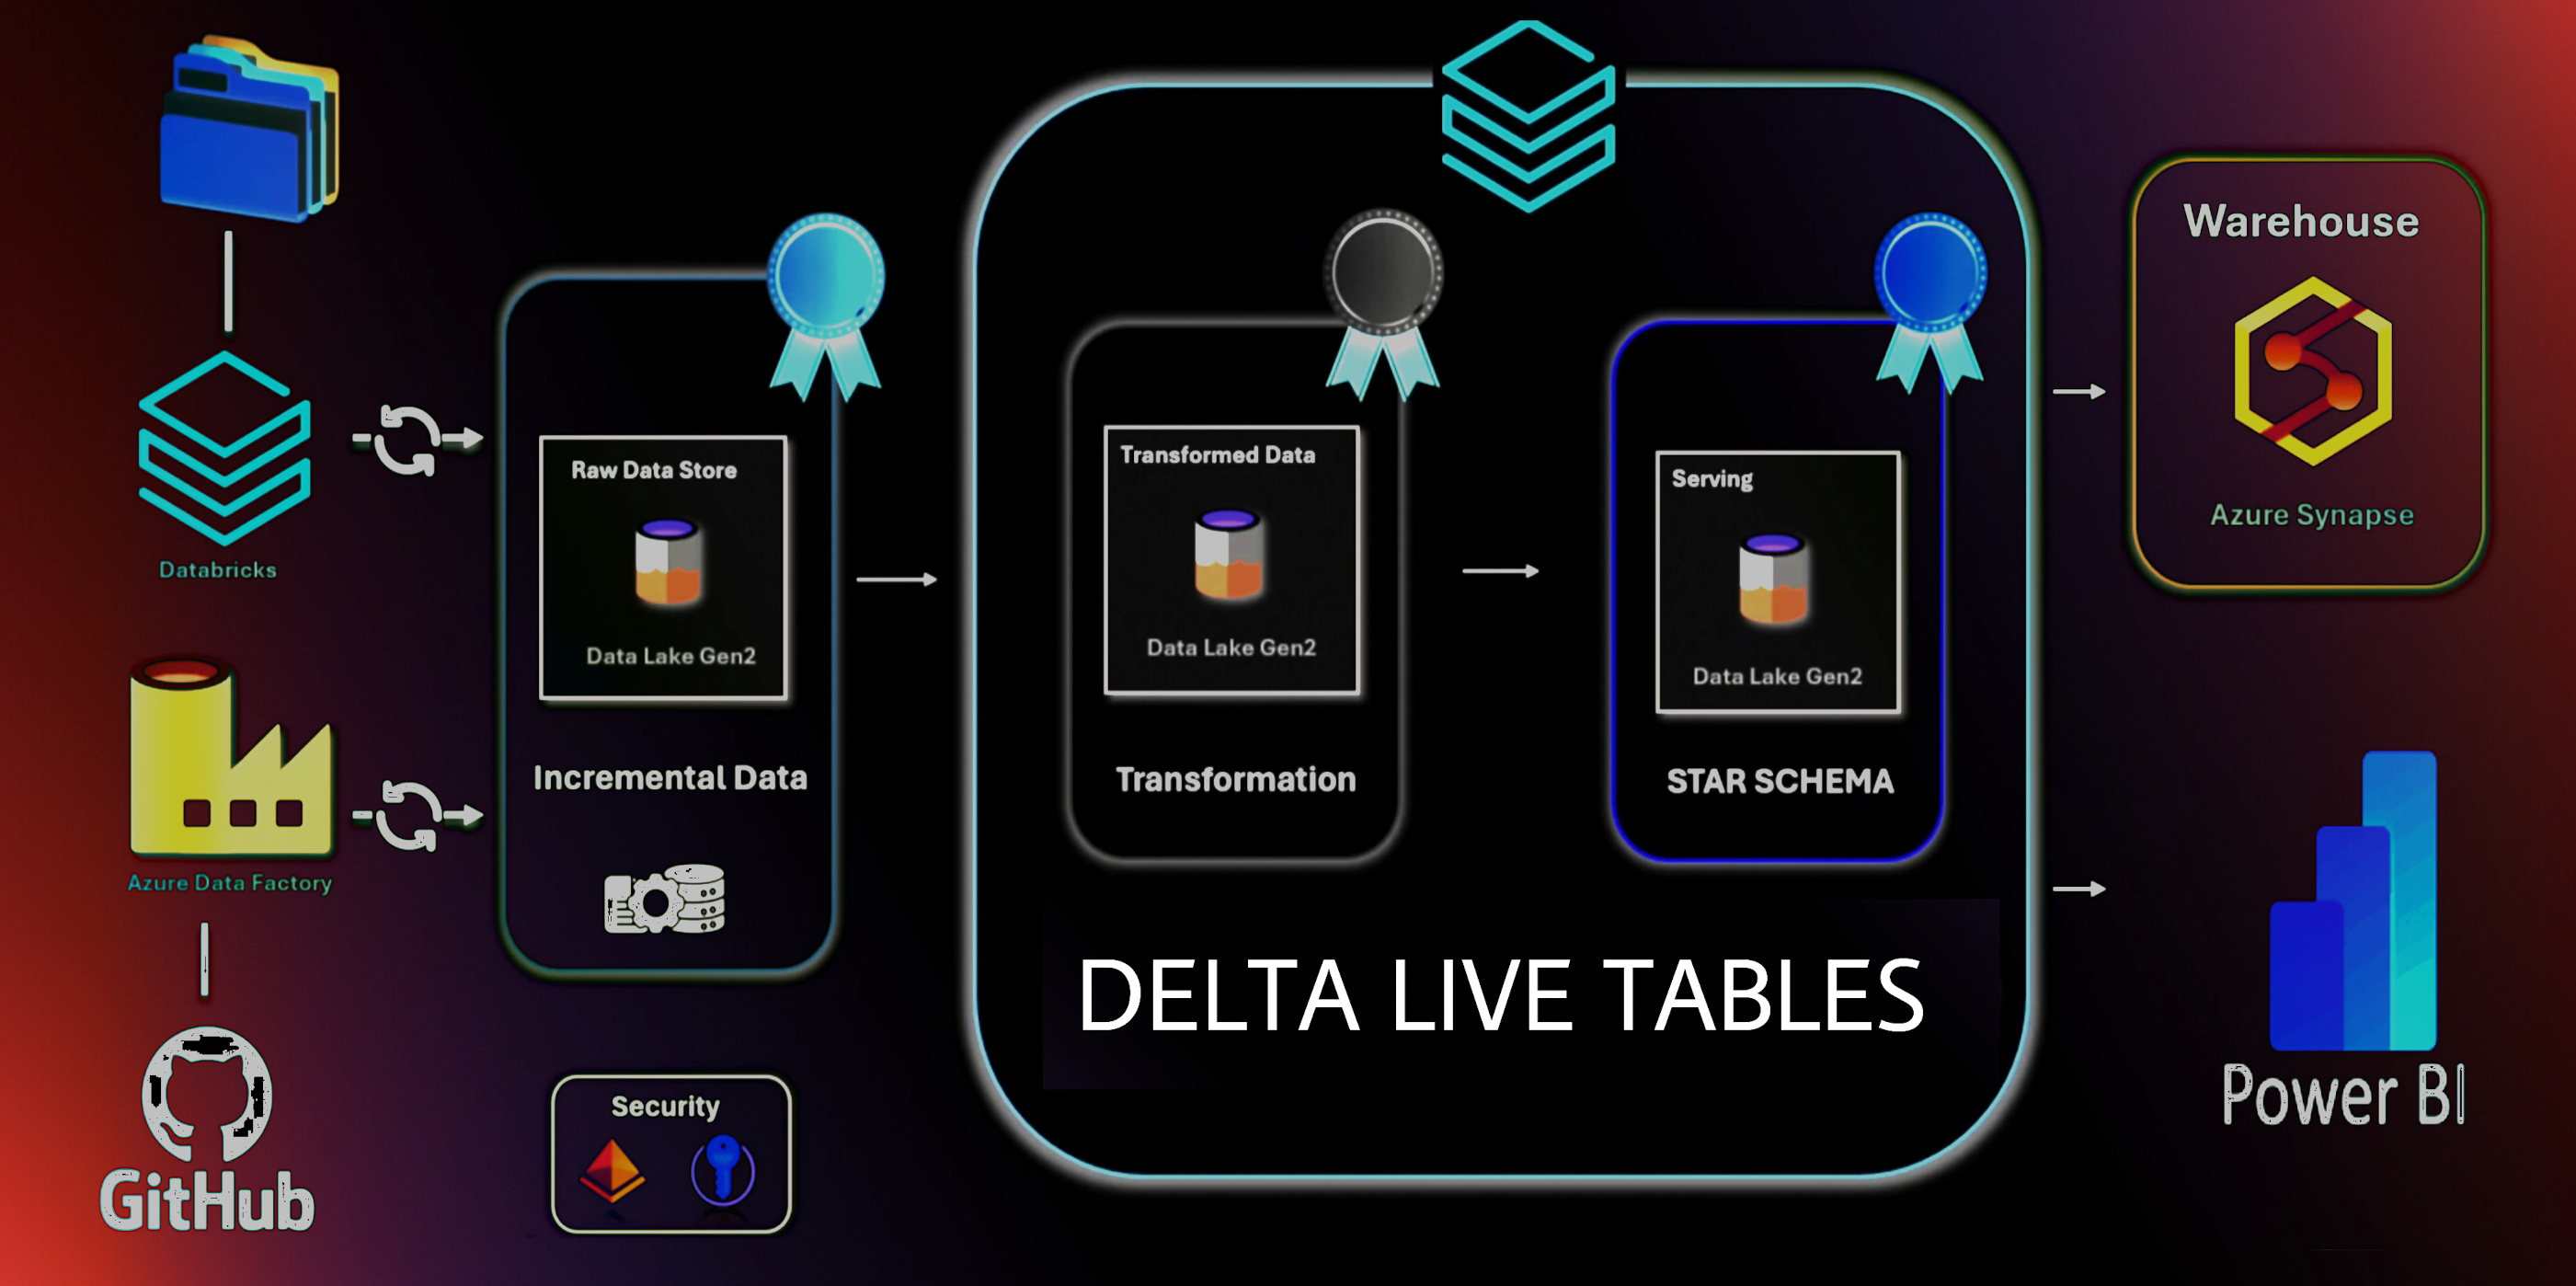 Databricks
Azure Data Factory
GitHub
Raw Data Store
Data Lake Gen2
Incremental Data
Security
Transformed Data
Data Lake Gen2
Transformation
Serving
Data Lake Gen2
STAR SCHEMA
DELTA LIVE TABLES
Warehouse
Azure Synapse
Power BI